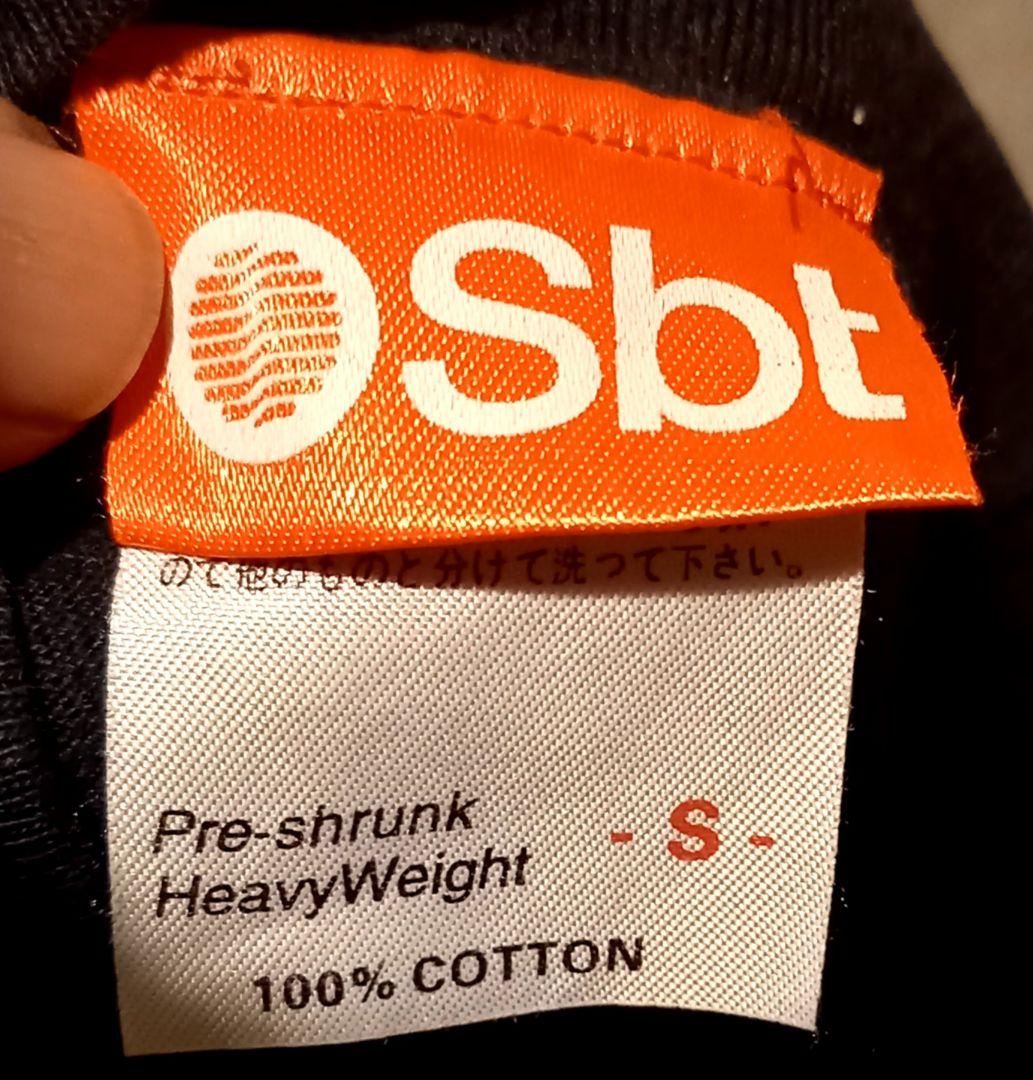 Sbt
ので他のものと分けて洗って下さい。
Pre-shrunk
HeavyWeight
- S -
100% COTTON